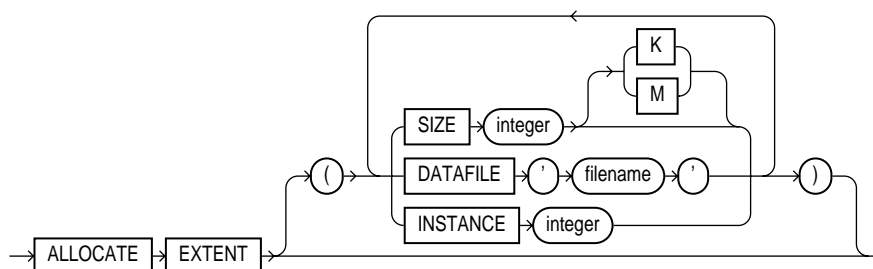 K
M
SIZE integer
( DATAFILE ’ filename ’ )
INSTANCE integer
ALLOCATE EXTENT